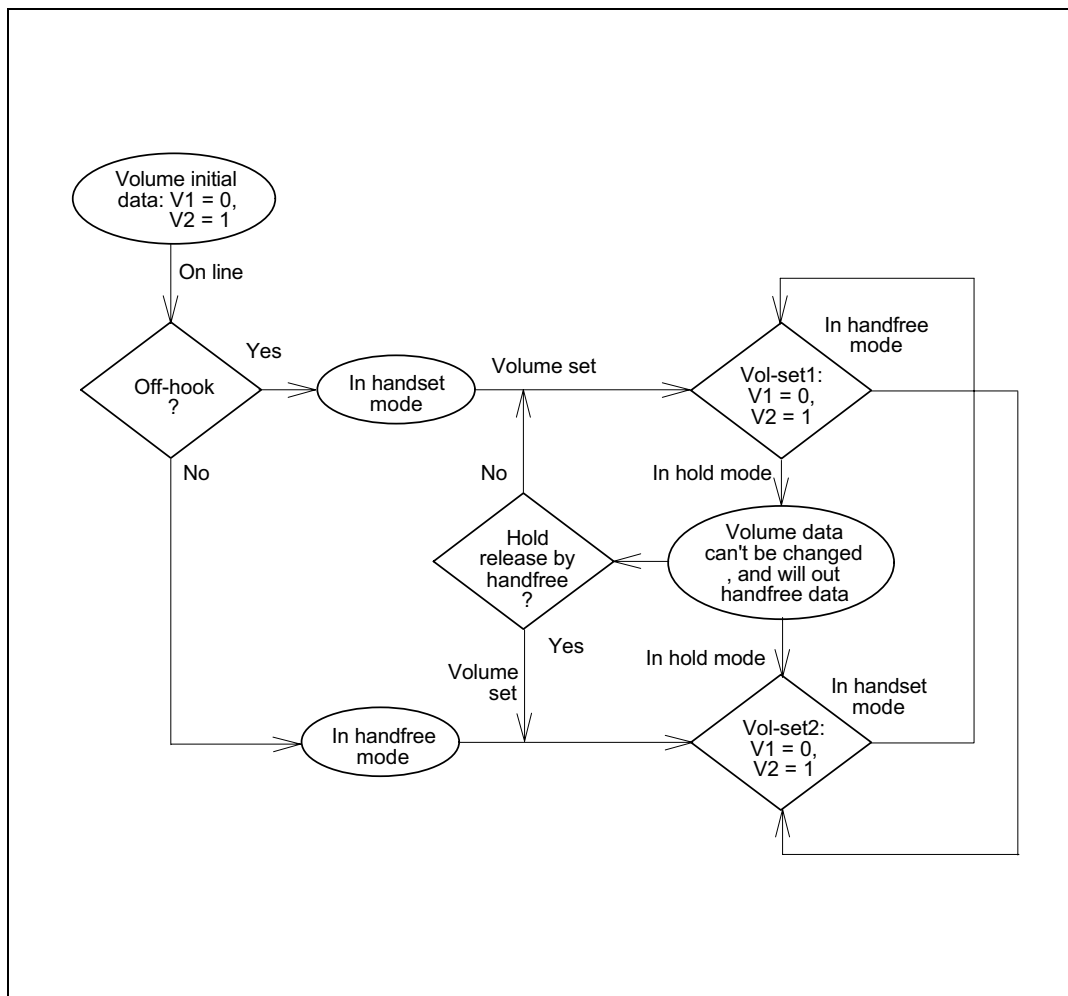 Volume initial
data: V1 = 0,
V2 = 1
On line
Off-hook
?
Yes
No
In handset
mode
Volume set
Vol-set1:
V1 = 0,
V2 = 1
In handfree
mode
In hold mode
Volume data
can't be changed
, and will out
handfree data
Hold
release by
handfree
?
No
Yes
Volume
set
In hold mode
In handfree
mode
Vol-set2:
V1 = 0,
V2 = 1
In handset
mode